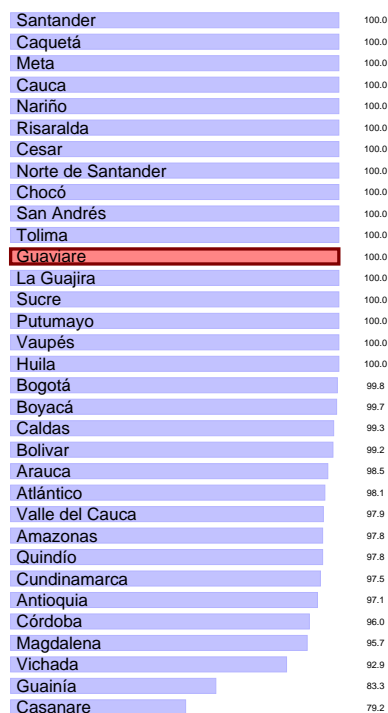 Santander 100.0
Caquetá 100.0
Meta 100.0
Cauca 100.0
Nariño 100.0
Risaralda 100.0
Cesar 100.0
Norte de Santander 100.0
Chocó 100.0
San Andrés 100.0
Tolima 100.0
Guaviare 100.0
La Guajira 100.0
Sucre 100.0
Putumayo 100.0
Vaupés 100.0
Huila 100.0
Bogotá 99.8
Boyacá 99.7
Caldas 99.3
Bolivar 99.2
Arauca 98.5
Atlántico 98.1
Valle del Cauca 97.9
Amazonas 97.8
Quindío 97.8
Cundinamarca 97.5
Antioquia 97.1
Córdoba 96.0
Magdalena 95.7
Vichada 92.9
Guainía 83.3
Casanare 79.2